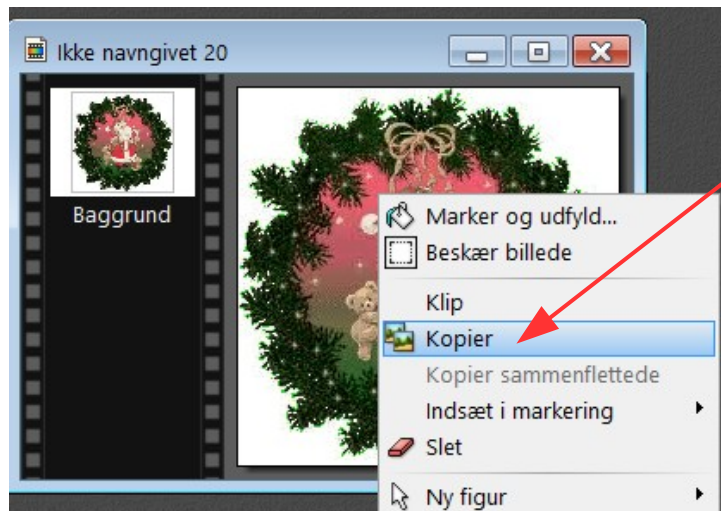 Ikke navngivet 20
Baggrund
Marker og udfyld...
Beskær billede
Klip
Kopier
Kopier sammenflettede
Indsæt i markering
Slet
Ny figur